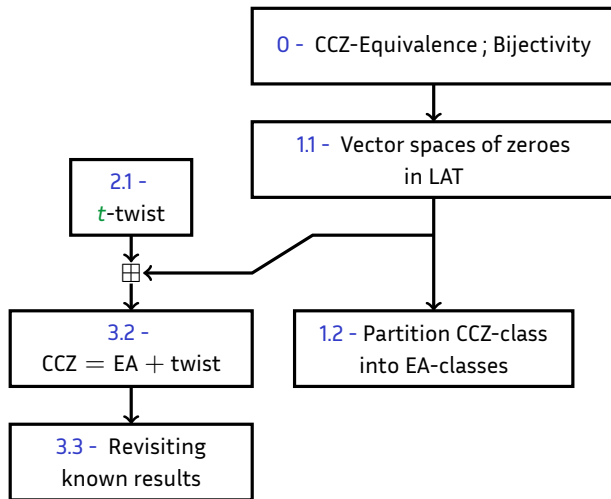 0 - CCZ-Equivalence ; Bijectivity
1.1 - Vector spaces of zeroes
in LAT
2.1 -
t-twist
3.2 -
CCZ = EA + twist
1.2 - Partition CCZ-class
into EA-classes
3.3 - Revisiting
known results